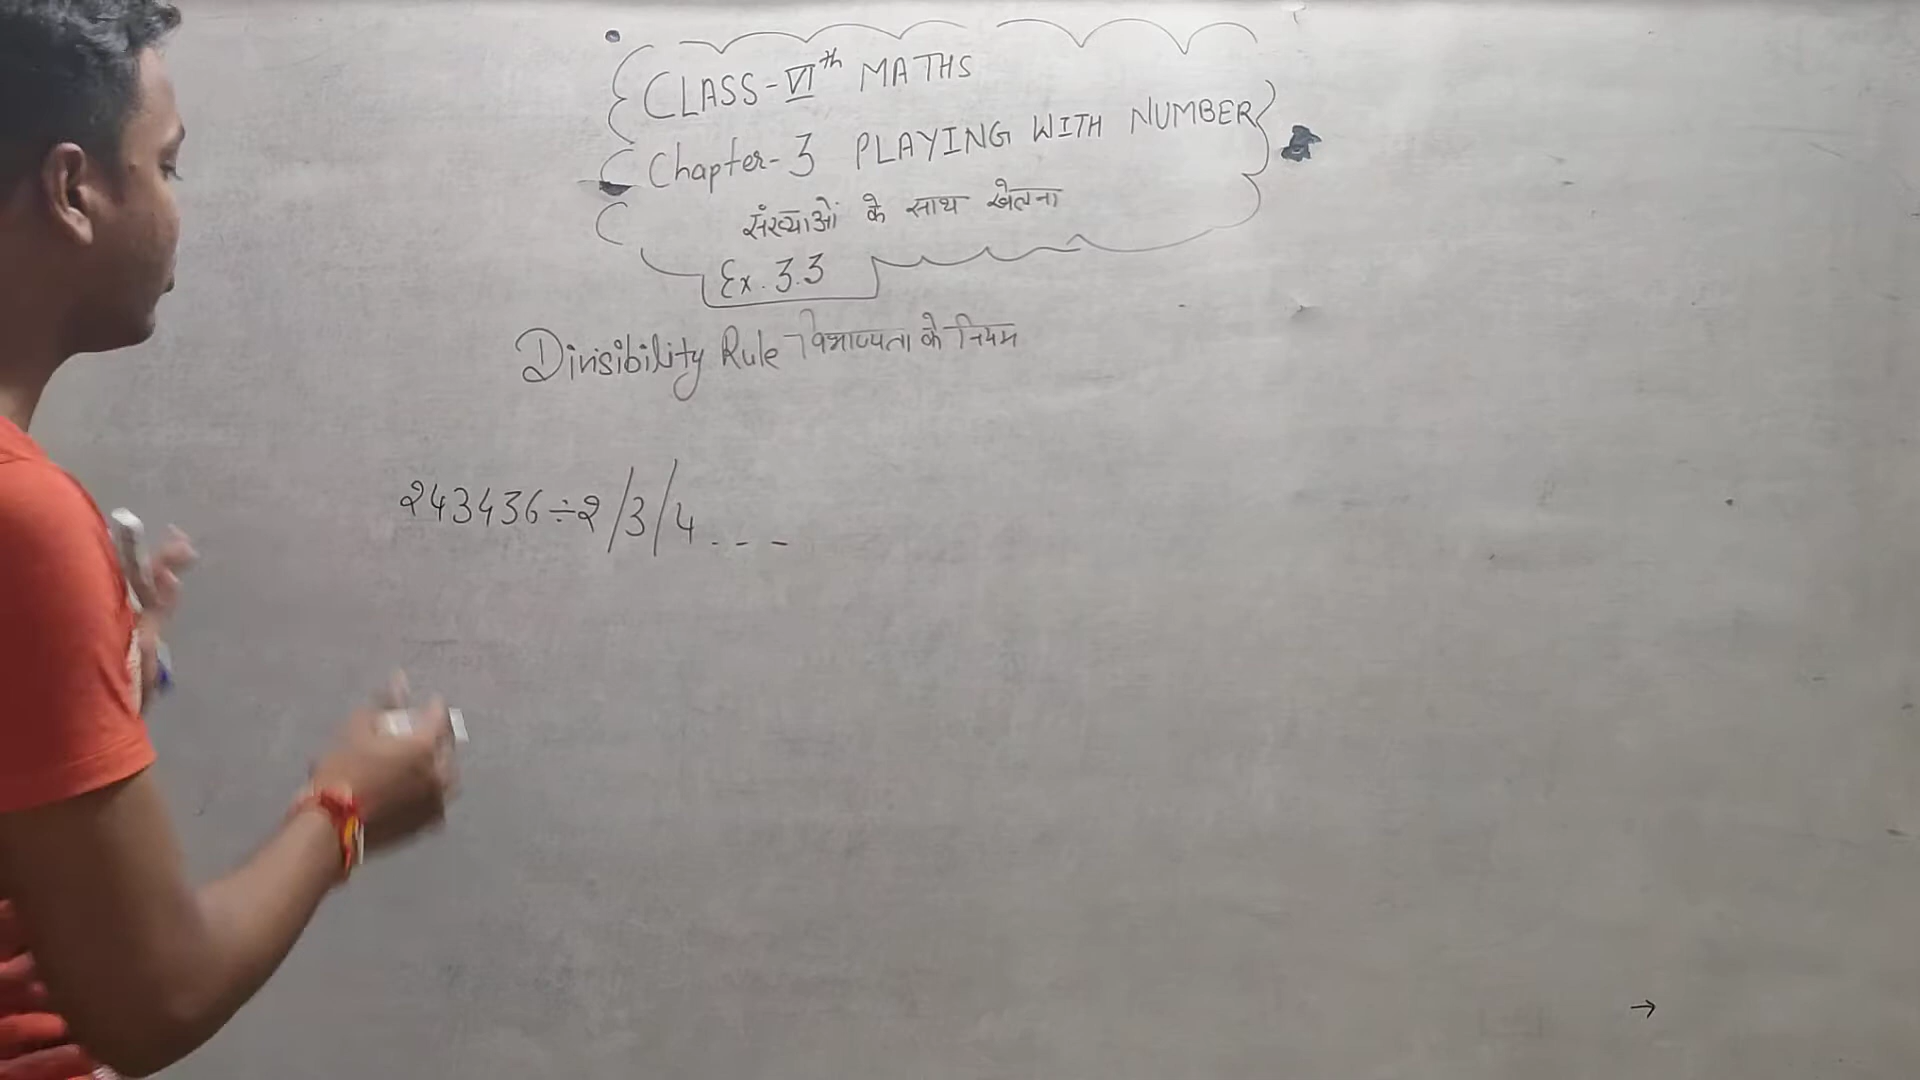 CLASS-VIth MATHS
Chapter-3 PLAYING WITH NUMBER
संख्याओं के साथ खेलना
Ex. 3.3
Divisibility Rule विभाज्यता के नियम
243436÷2/3/4 - - -
→